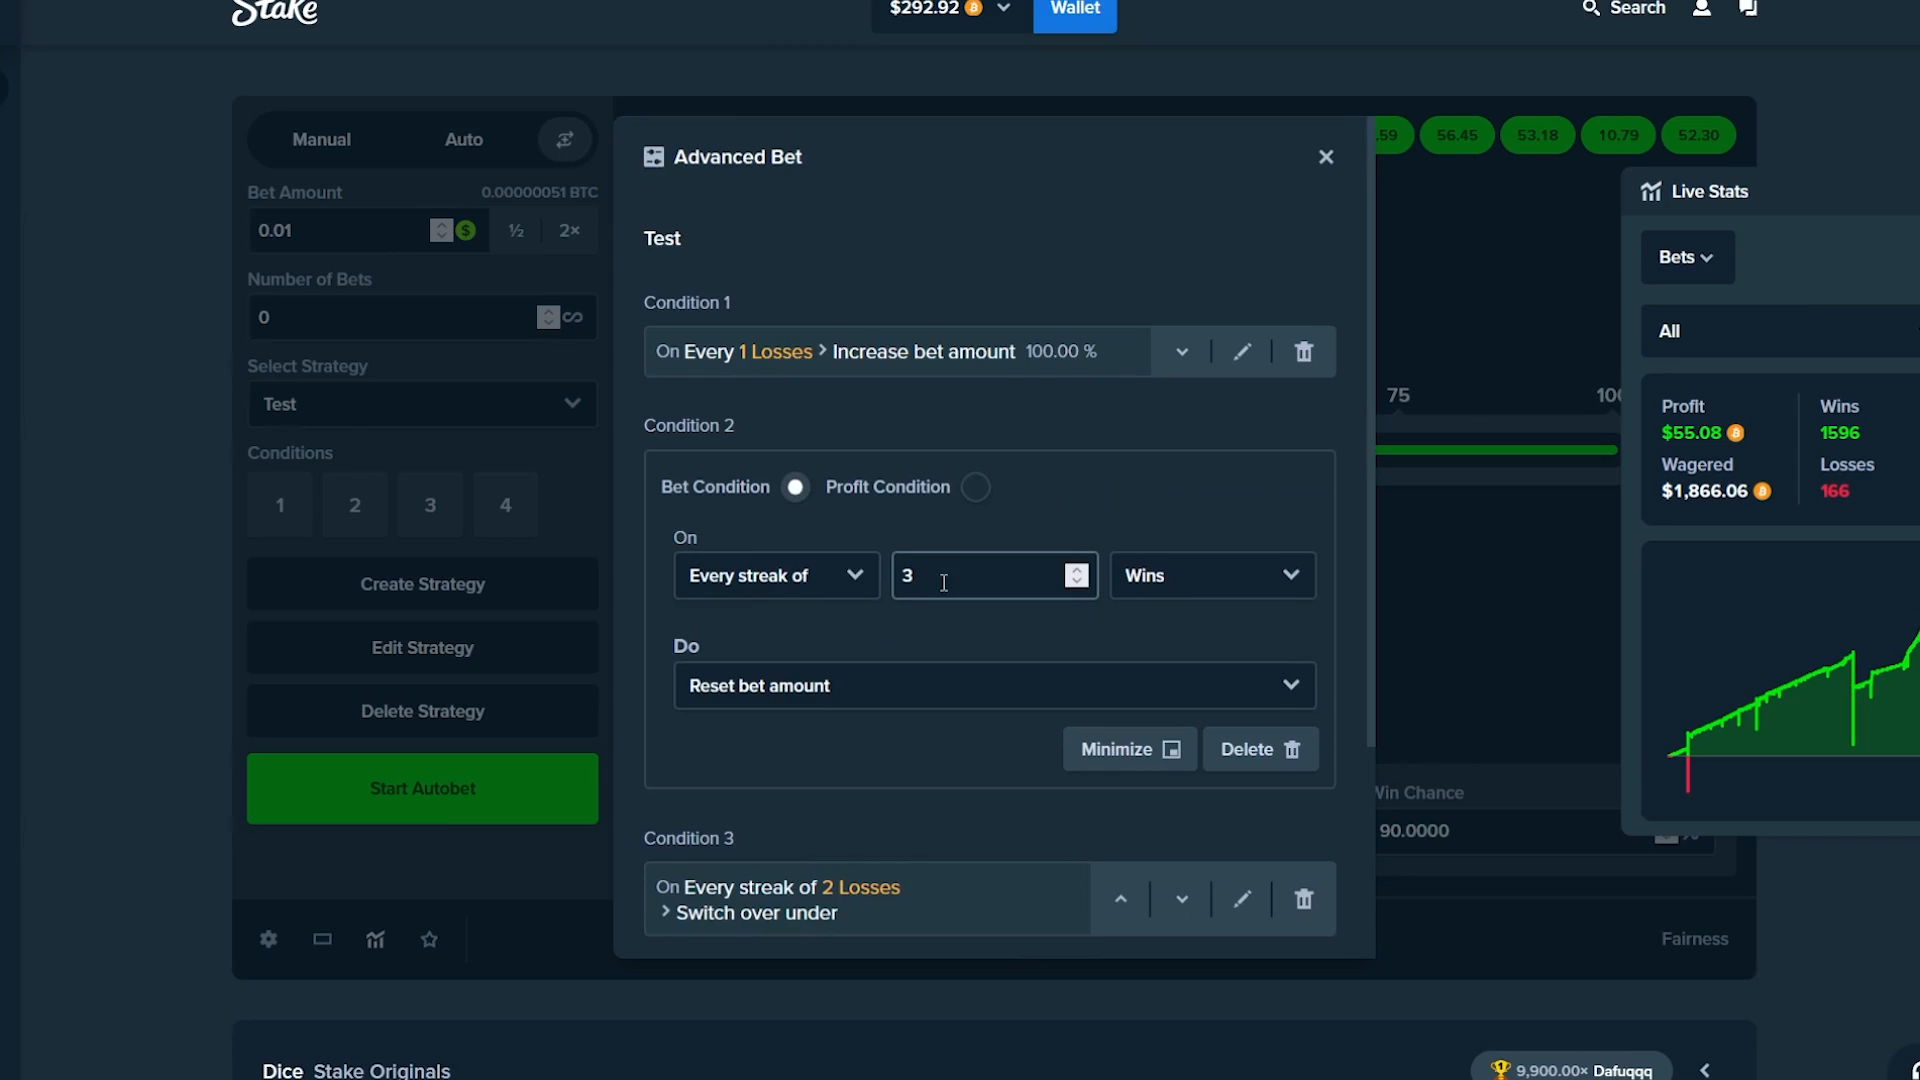 Stake
$292.92
Wallet
Search
Manual
Auto
Bet Amount
0.00000051 BTC
0.01
½
2×
Number of Bets
0
Select Strategy
Test
Conditions
1
2
3
4
Create Strategy
Edit Strategy
Delete Strategy
Start Autobet
Advanced Bet
Test
Condition 1
On Every 1 Losses > Increase bet amount 100.00 %
Condition 2
Bet Condition
Profit Condition
On
Every streak of
3
Wins
Do
Reset bet amount
Minimize
Delete
Condition 3
On Every streak of 2 Losses
> Switch over under
.59
56.45
53.18
10.79
52.30
75
Win Chance
90.0000
Live Stats
Bets
All
Profit
$55.08
Wins
1596
Wagered
$1,866.06
Losses
166
Fairness
Dice Stake Originals
9,900.00× Dafuqqq